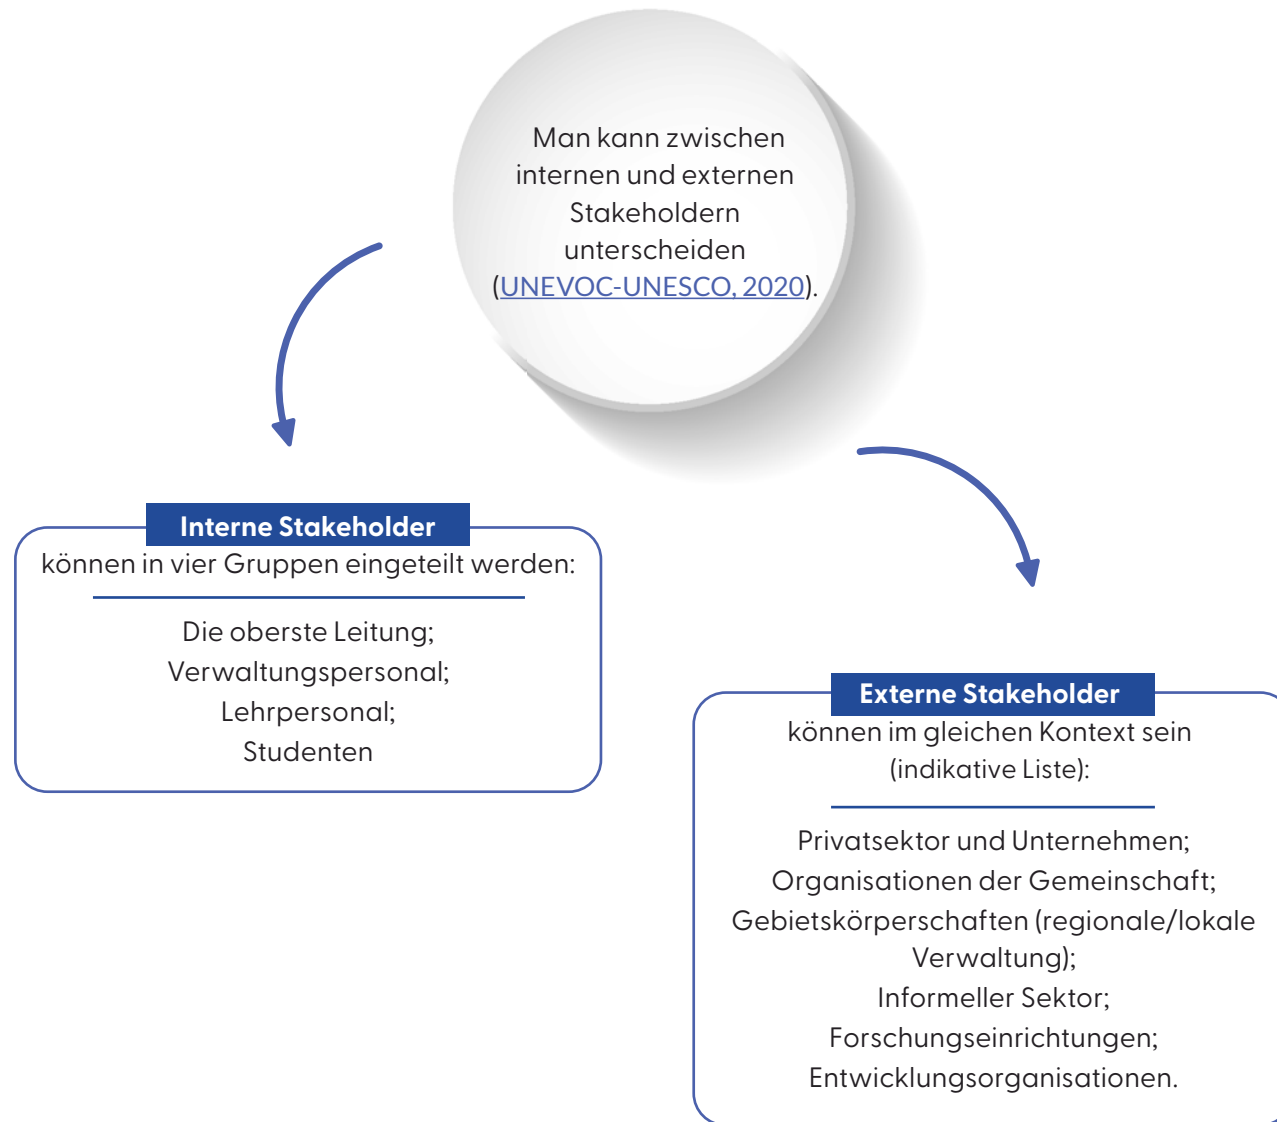 Man kann zwischen
internen und externen
Stakeholdern
unterscheiden
(UNEVOC-UNESCO, 2020).
Interne Stakeholder
können in vier Gruppen eingeteilt werden:
Die oberste Leitung;
Verwaltungspersonal;
Lehrpersonal;
Studenten
Externe Stakeholder
können im gleichen Kontext sein
(indikative Liste):
Privatsektor und Unternehmen;
Organisationen der Gemeinschaft;
Gebietskörperschaften (regionale/lokale
Verwaltung);
Informeller Sektor;
Forschungseinrichtungen;
Entwicklungsorganisationen.